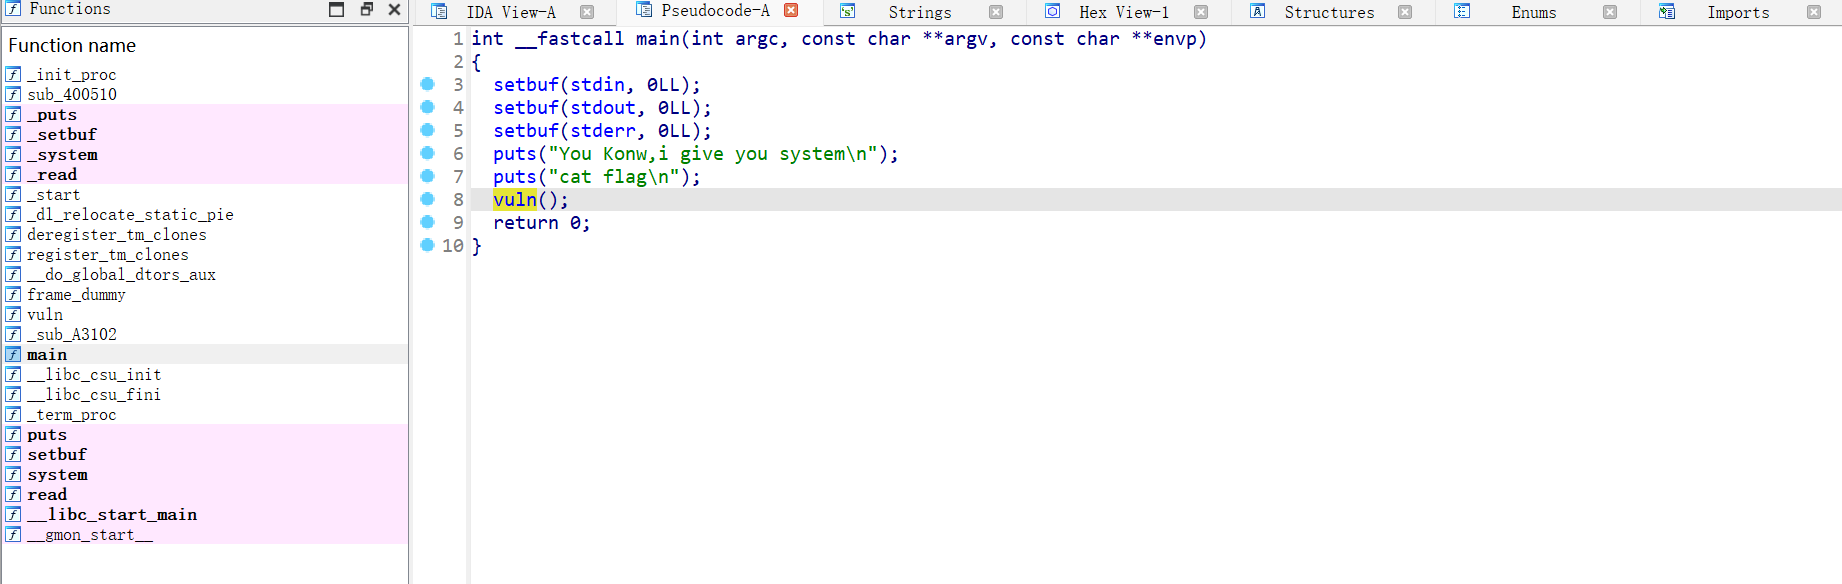 Functions
Function name
_init_proc
sub_400510
_puts
_setbuf
_system
_read
_start
_dl_relocate_static_pie
deregister_tm_clones
register_tm_clones
__do_global_dtors_aux
frame_dummy
vuln
_sub_A3102
main
__libc_csu_init
__libc_csu_fini
_term_proc
puts
setbuf
system
read
__libc_start_main
__gmon_start__
IDA View-A Pseudocode-A Strings Hex View-1 Structures Enums Imports
1 int __fastcall main(int argc, const char **argv, const char **envp)
2 {
3 setbuf(stdin, 0LL);
4 setbuf(stdout, 0LL);
5 setbuf(stderr, 0LL);
6 puts("You Konw,i give you system\n");
7 puts("cat flag\n");
8 vuln();
9 return 0;
10 }